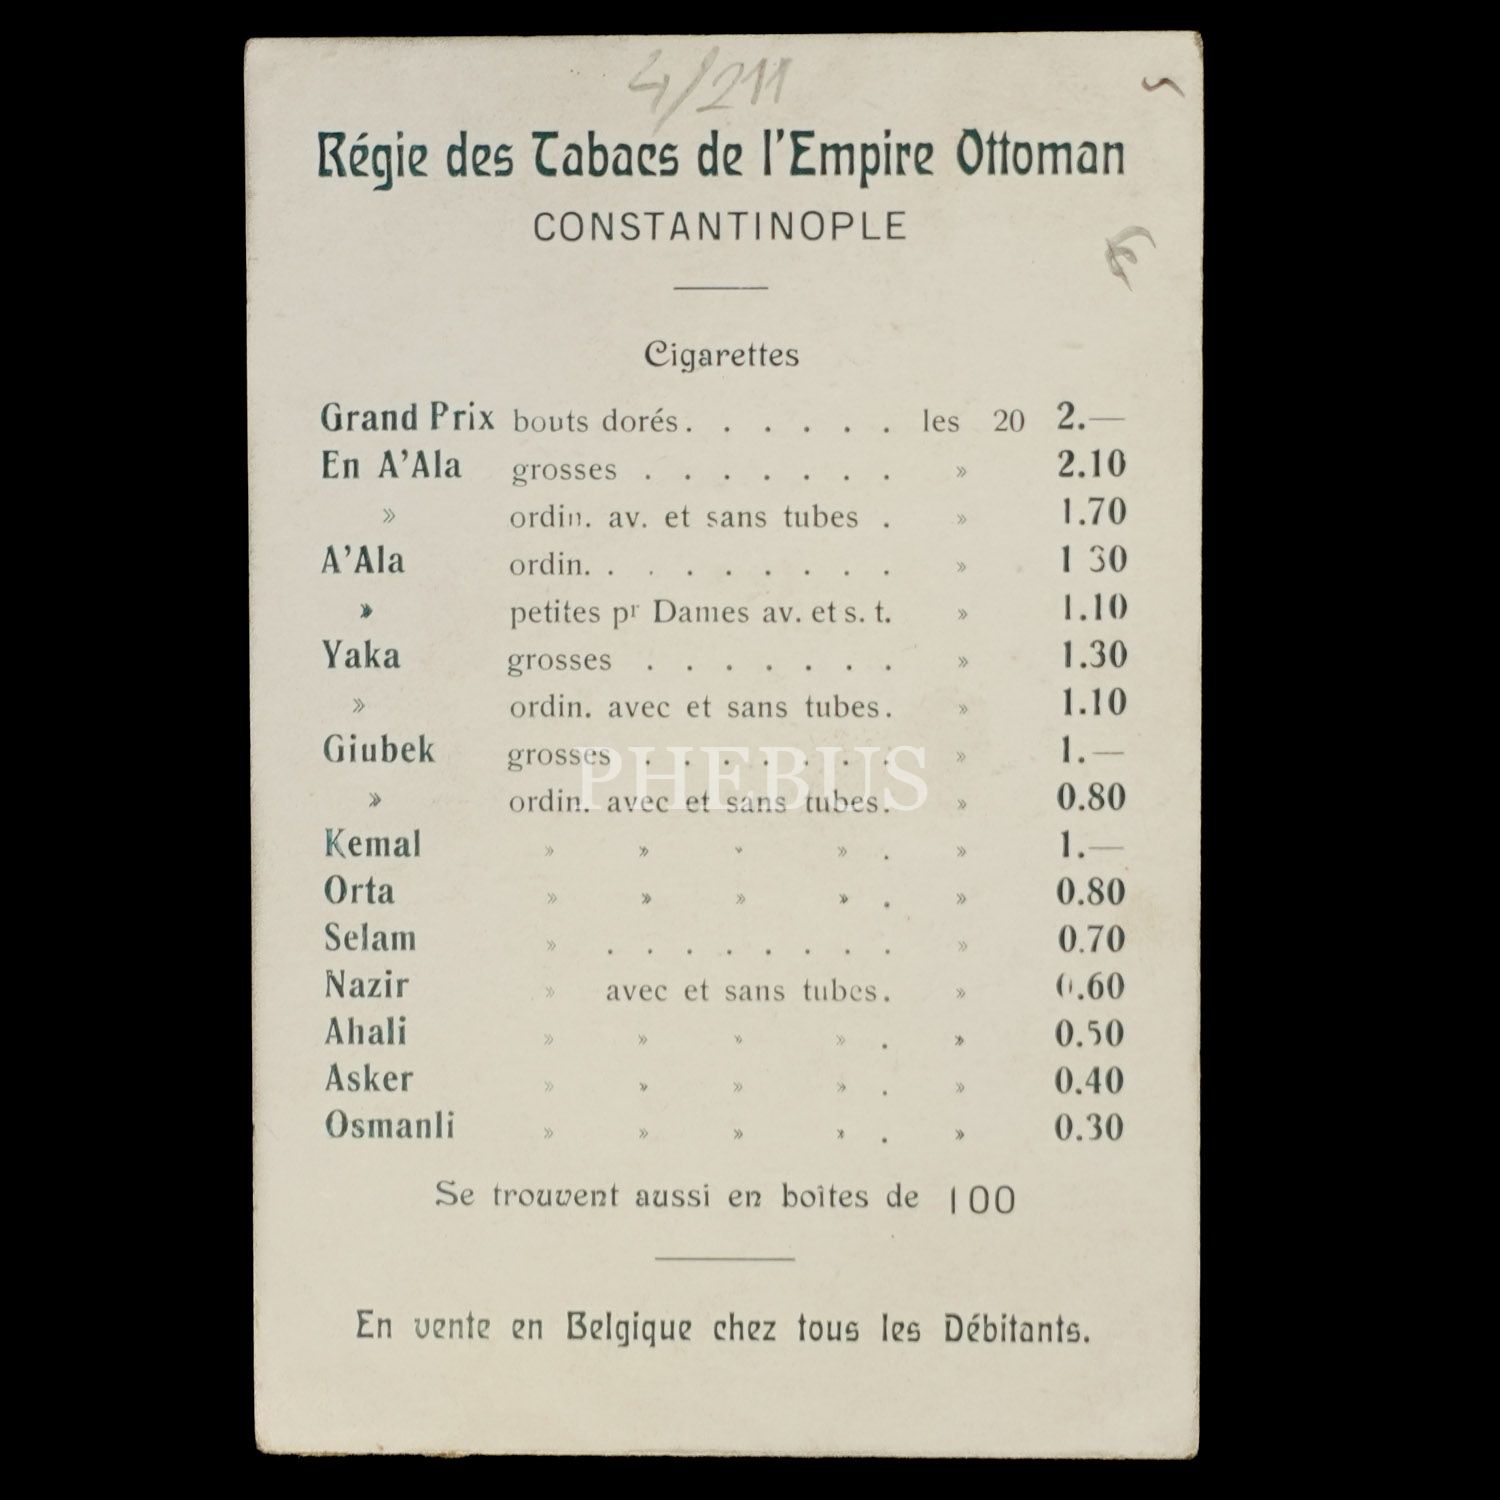 4/211
Régie des Tabacs de l'Empire Ottoman
CONSTANTINOPLE
Cigarettes
Grand Prix bouts dorés. . . . . . les 20 2.—
En A'Ala grosses . . . . . . . » 2.10
» ordin. av. et sans tubes . » 1.70
A'Ala ordin. . . . . . . . . » 1 30
» petites pr Dames av. et s. t. » 1.10
Yaka grosses . . . . . . . » 1.30
» ordin. avec et sans tubes. » 1.10
Giubek grosses . . . . . . . » 1.—
PHEBUS
» ordin. avec et sans tubes. » 0.80
Kemal » » » » . » 1.—
Orta » » » » . » 0.80
Selam » . . . . . . . . » 0.70
Nazir » avec et sans tubes. » 0.60
Ahali » » » » . » 0.50
Asker » » » » . » 0.40
Osmanli » » » » . » 0.30
Se trouvent aussi en boîtes de 100
En vente en Belgique chez tous les Débitants.